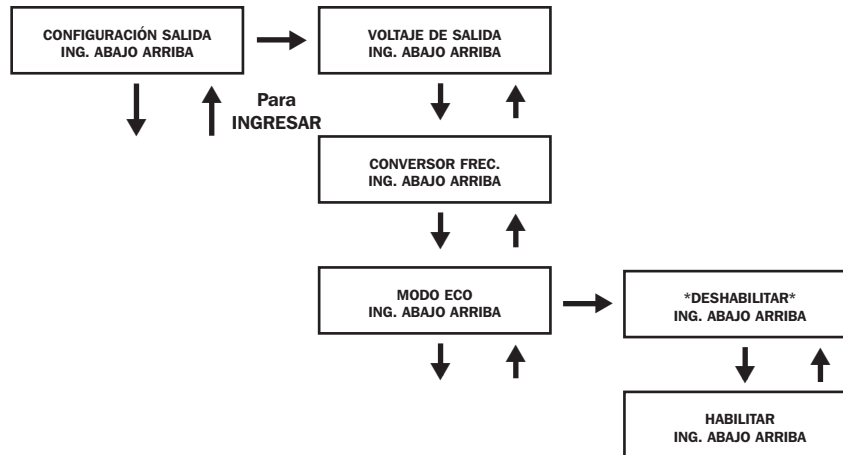 CONFIGURACIÓN SALIDA
ING. ABAJO ARRIBA
VOLTAJE DE SALIDA
ING. ABAJO ARRIBA
Para
INGRESAR
CONVERSOR FREC.
ING. ABAJO ARRIBA
MODO ECO
ING. ABAJO ARRIBA
*DESHABILITAR*
ING. ABAJO ARRIBA
HABILITAR
ING. ABAJO ARRIBA